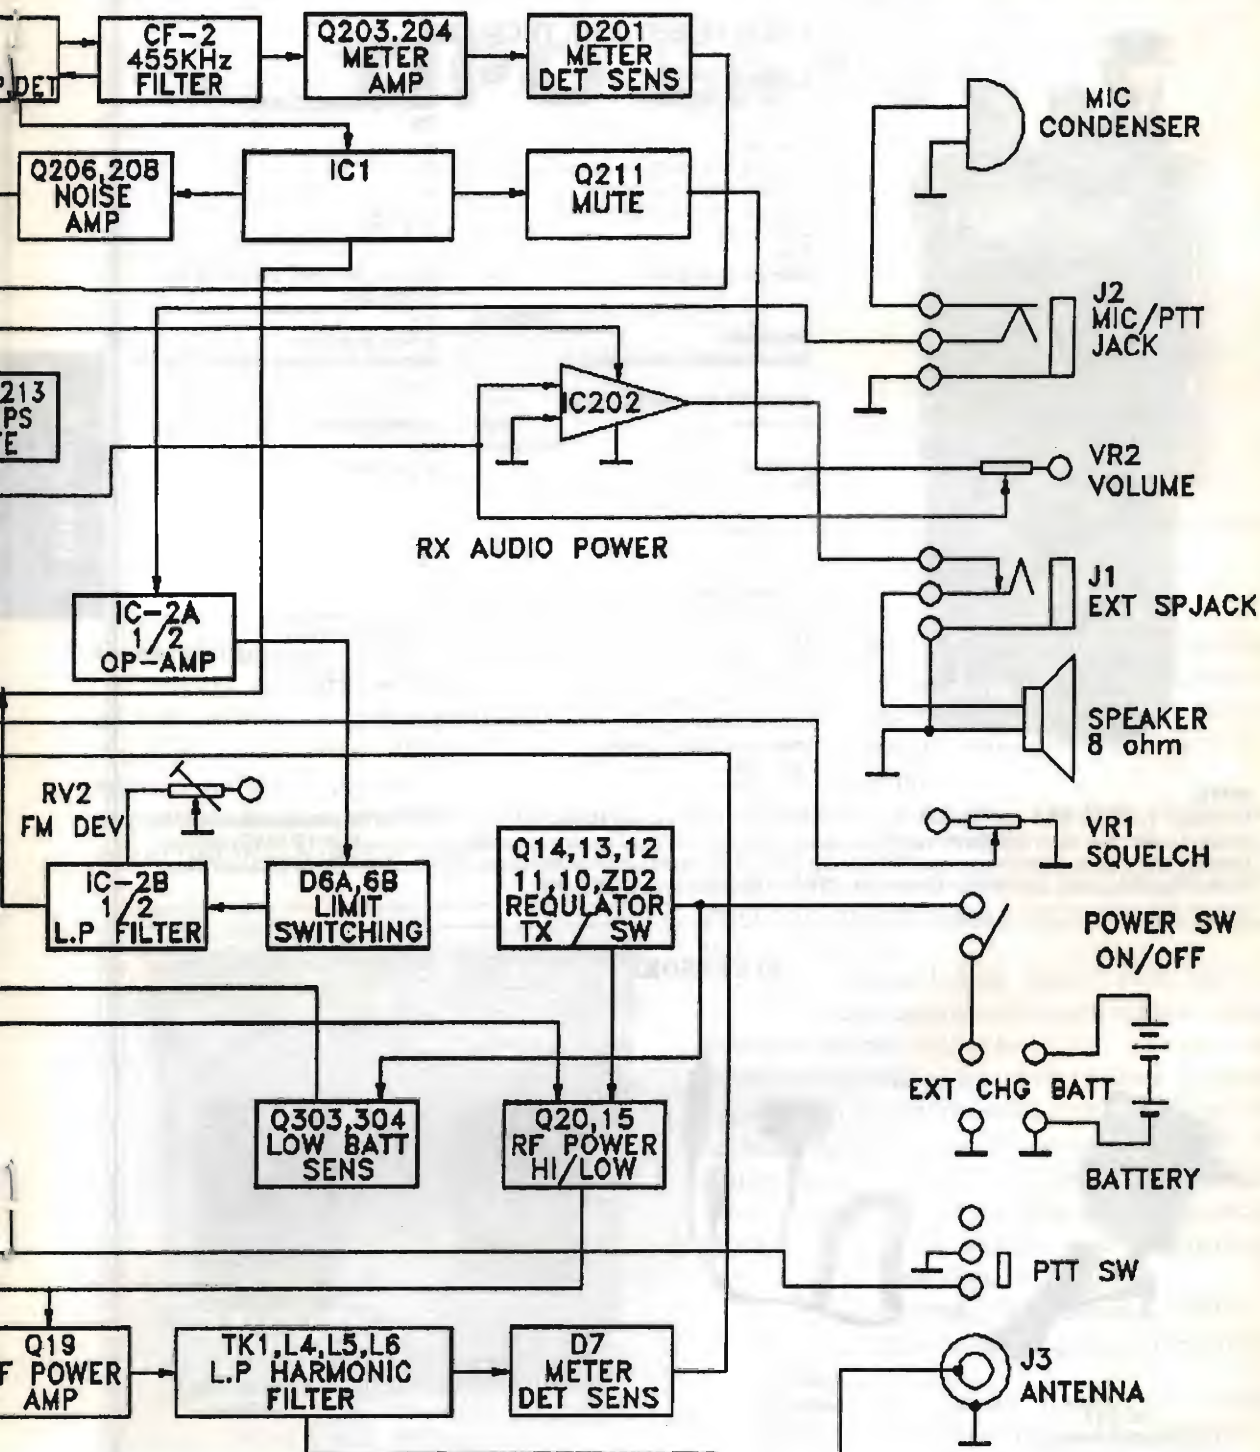 P.DET
CF-2
455KHz
FILTER
Q203.204
METER
AMP
D201
METER
DET SENS
MIC
CONDENSER
Q206,208
NOISE
AMP
IC1
Q211
MUTE
J2
MIC/PTT
JACK
213
PS
TE
IC202
VR2
VOLUME
RX AUDIO POWER
J1
EXT SPJACK
IC-2A
1/2
OP-AMP
SPEAKER
8 ohm
RV2
FM DEV
VR1
SQUELCH
Q14,13,12
11,10,ZD2
REQULATOR
TX / SW
IC-2B
1/2
L.P FILTER
D6A,6B
LIMIT
SWITCHING
POWER SW
ON/OFF
EXT CHG BATT
Q303,304
LOW BATT
SENS
Q20,15
RF POWER
HI/LOW
BATTERY
PTT SW
Q19
F POWER
AMP
TK1,L4,L5,L6
L.P HARMONIC
FILTER
D7
METER
DET SENS
J3
ANTENNA